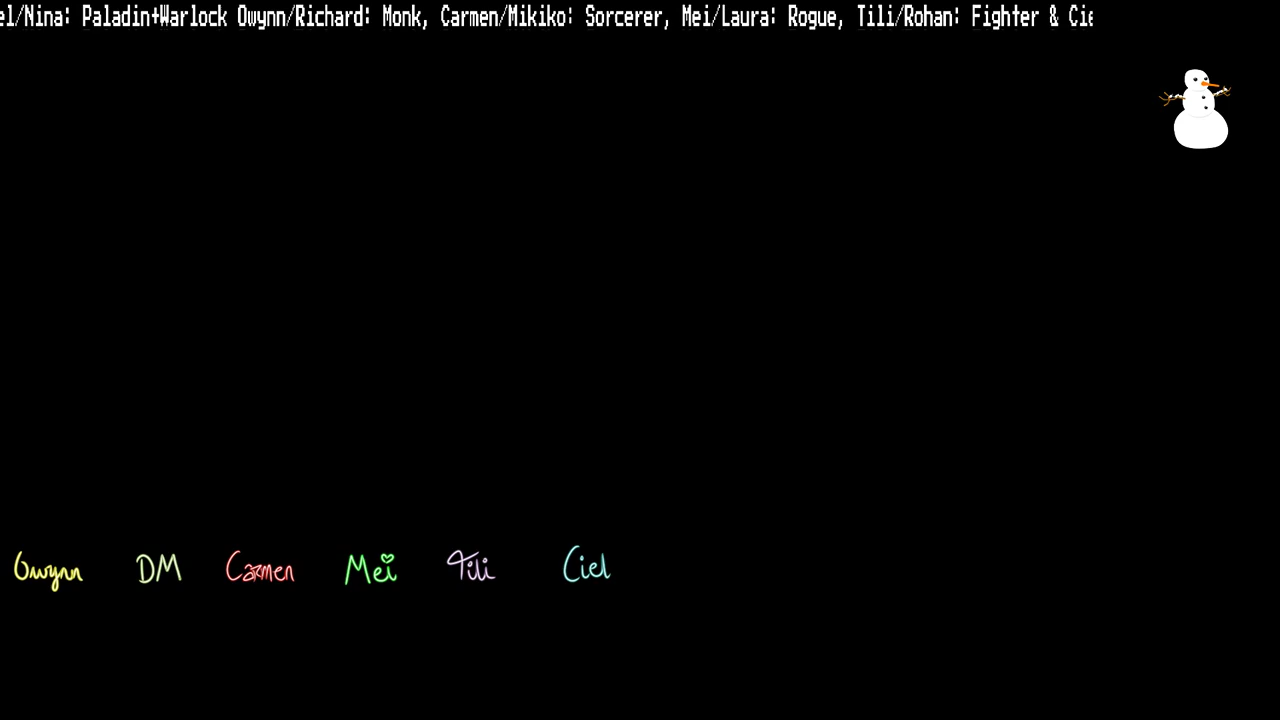 el/Nina: Paladin+Warlock Owynn/Richard: Monk, Carmen/Mikiko: Sorcerer, Mei/Laura: Rogue, Tili/Rohan: Fighter & Cie
Owynn DM Carmen Mei Tili Ciel